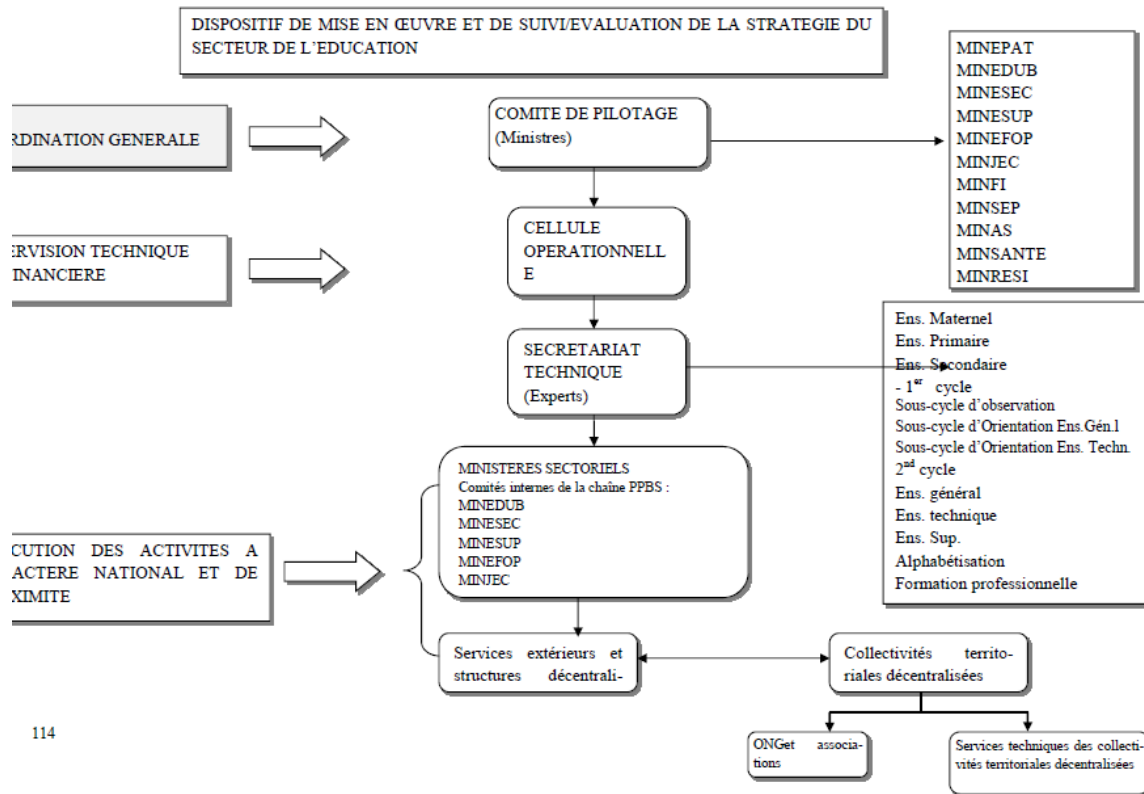 DISPOSITIF DE MISE EN ŒUVRE ET DE SUIVI/EVALUATION DE LA STRATEGIE DU
SECTEUR DE L'EDUCATION
RDINATION GENERALE
COMITE DE PILOTAGE
(Ministres)
MINEPAT
MINEDUB
MINESEC
MINESUP
MINEFOP
MINJEC
MINFI
MINSEP
MINAS
MINSANTE
MINRESI
ERVISION TECHNIQUE
INANCIERE
CELLULE
OPERATIONNELL
E
SECRETARIAT
TECHNIQUE
(Experts)
Ens. Maternel
Ens. Primaire
Ens. Secondaire
- 1er cycle
Sous-cycle d'observation
Sous-cycle d'Orientation Ens.Gén.l
Sous-cycle d'Orientation Ens. Techn.
2nd cycle
Ens. général
Ens. technique
Ens. Sup.
Alphabétisation
Formation professionnelle
CUTION DES ACTIVITES A
ACTERE NATIONAL ET DE
XIMITE
MINISTERES SECTORIELS
Comités internes de la chaîne PPBS :
MINEDUB
MINESEC
MINESUP
MINEFOP
MINJEC
Services extérieurs et
structures décentrali-
Collectivités territo-
riales décentralisées
ONGet associa-
tions
Services techniques des collecti-
vités territoriales décentralisées
114